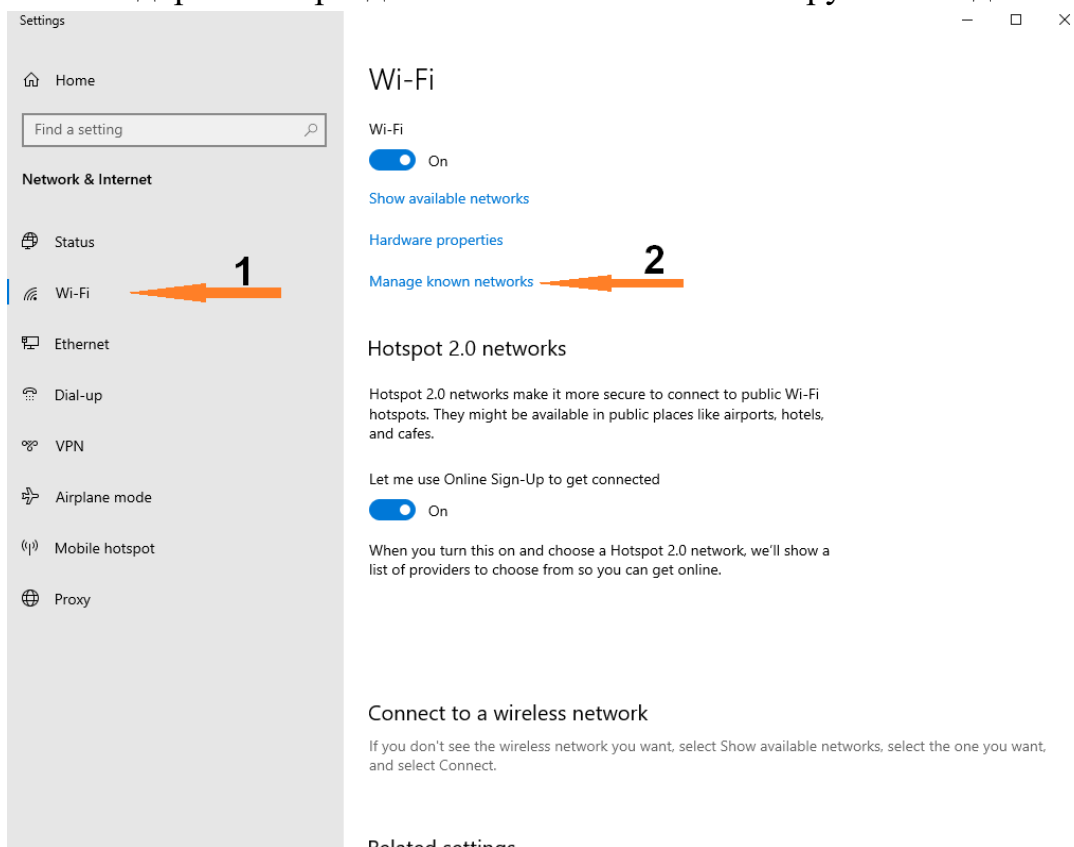 Settings
Home
Find a setting
Network & Internet
Status
1
Wi-Fi
Ethernet
Dial-up
VPN
Airplane mode
Mobile hotspot
Proxy
Wi-Fi
Wi-Fi
On
Show available networks
Hardware properties
2
Manage known networks
Hotspot 2.0 networks
Hotspot 2.0 networks make it more secure to connect to public Wi-Fi
hotspots. They might be available in public places like airports, hotels,
and cafes.
Let me use Online Sign-Up to get connected
On
When you turn this on and choose a Hotspot 2.0 network, we'll show a
list of providers to choose from so you can get online.
Connect to a wireless network
If you don't see the wireless network you want, select Show available networks, select the one you want,
and select Connect.
Related settings